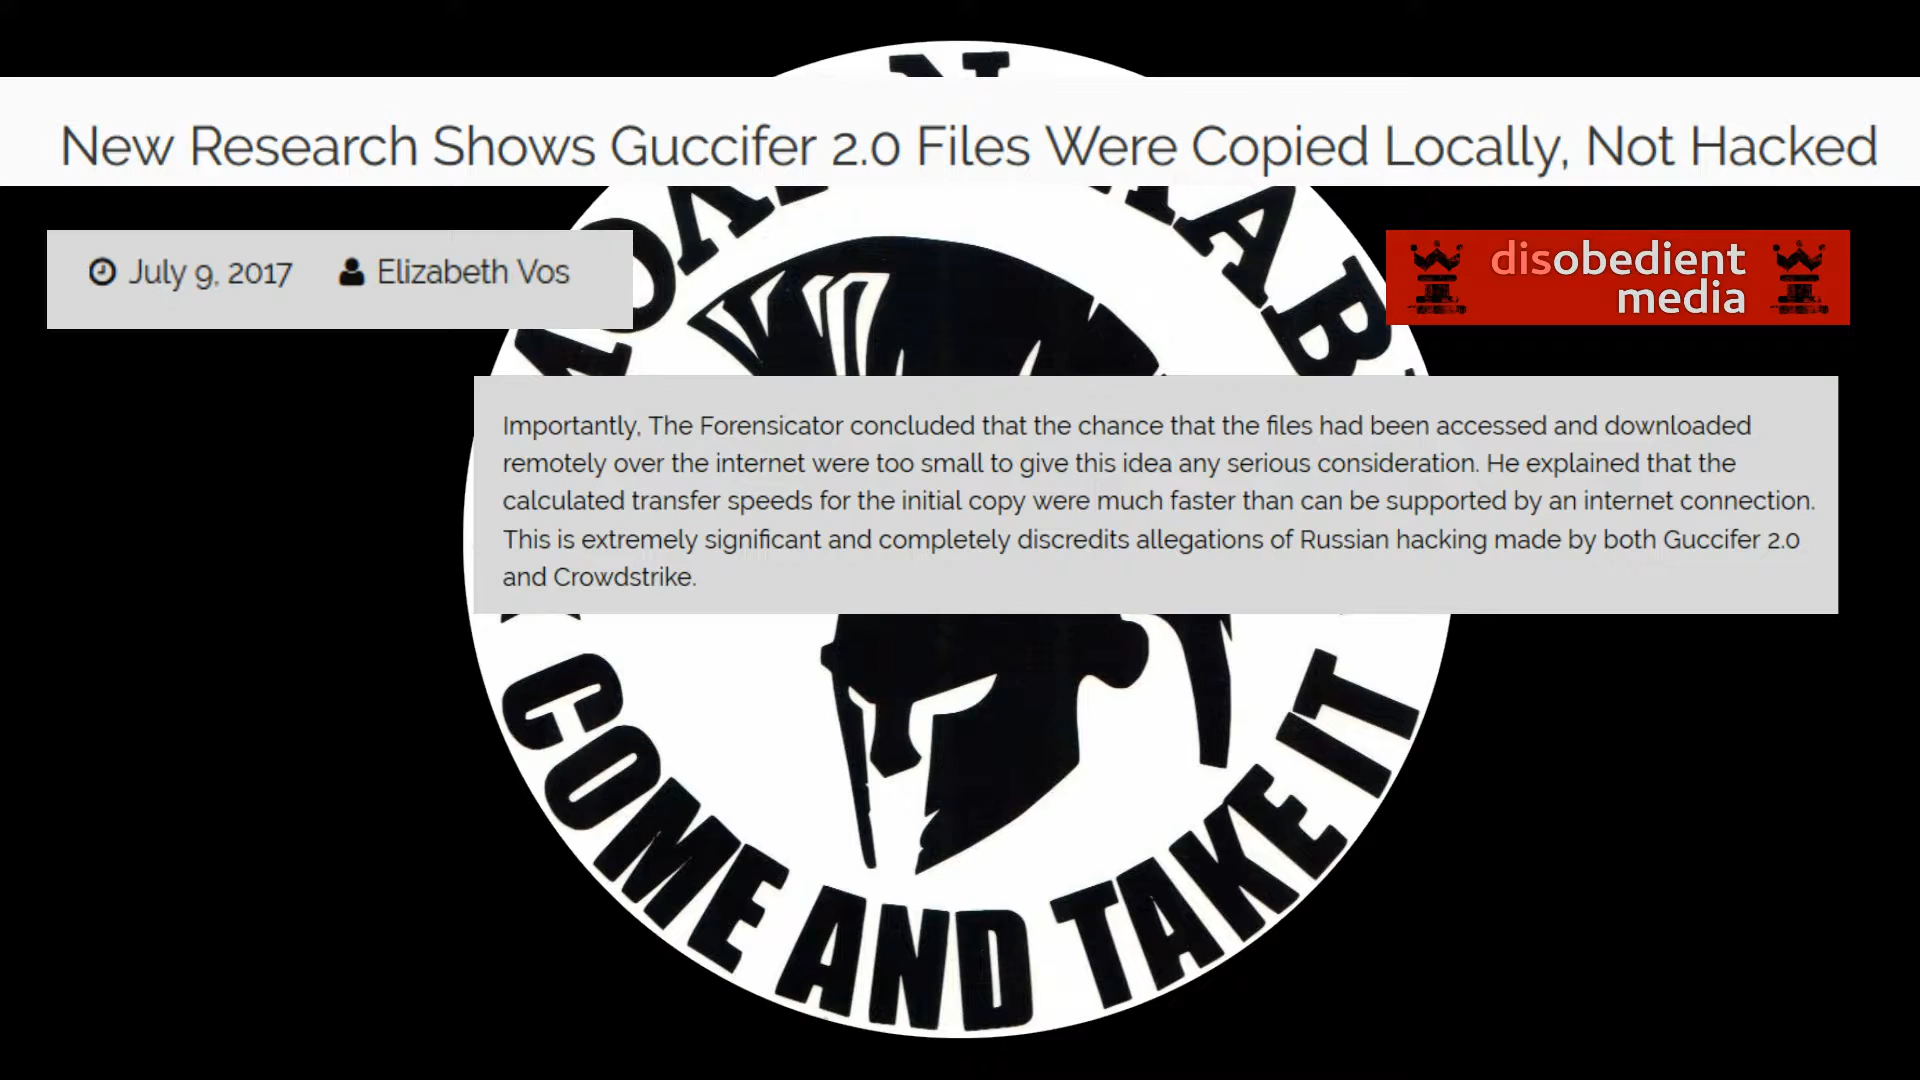 New Research Shows Guccifer 2.0 Files Were Copied Locally, Not Hacked
July 9, 2017 Elizabeth Vos
disobedient
media
Importantly, The Forensicator concluded that the chance that the files had been accessed and downloaded
remotely over the internet were too small to give this idea any serious consideration. He explained that the
calculated transfer speeds for the initial copy were much faster than can be supported by an internet connection.
This is extremely significant and completely discredits allegations of Russian hacking made by both Guccifer 2.0
and Crowdstrike.
COME AND TAKE IT